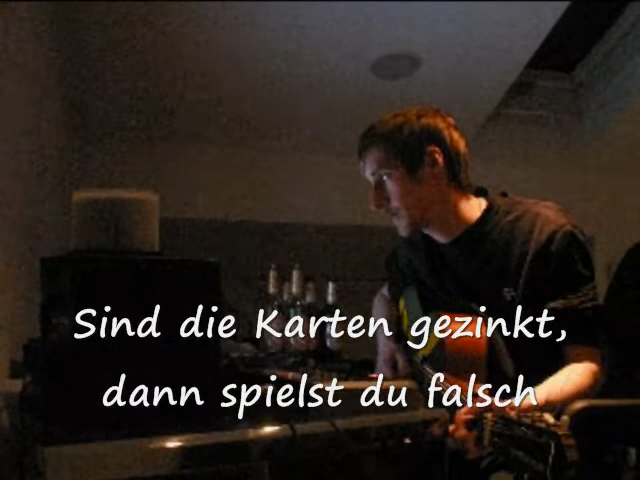 Sind die Karten gezinkt,
dann spielst du falsch